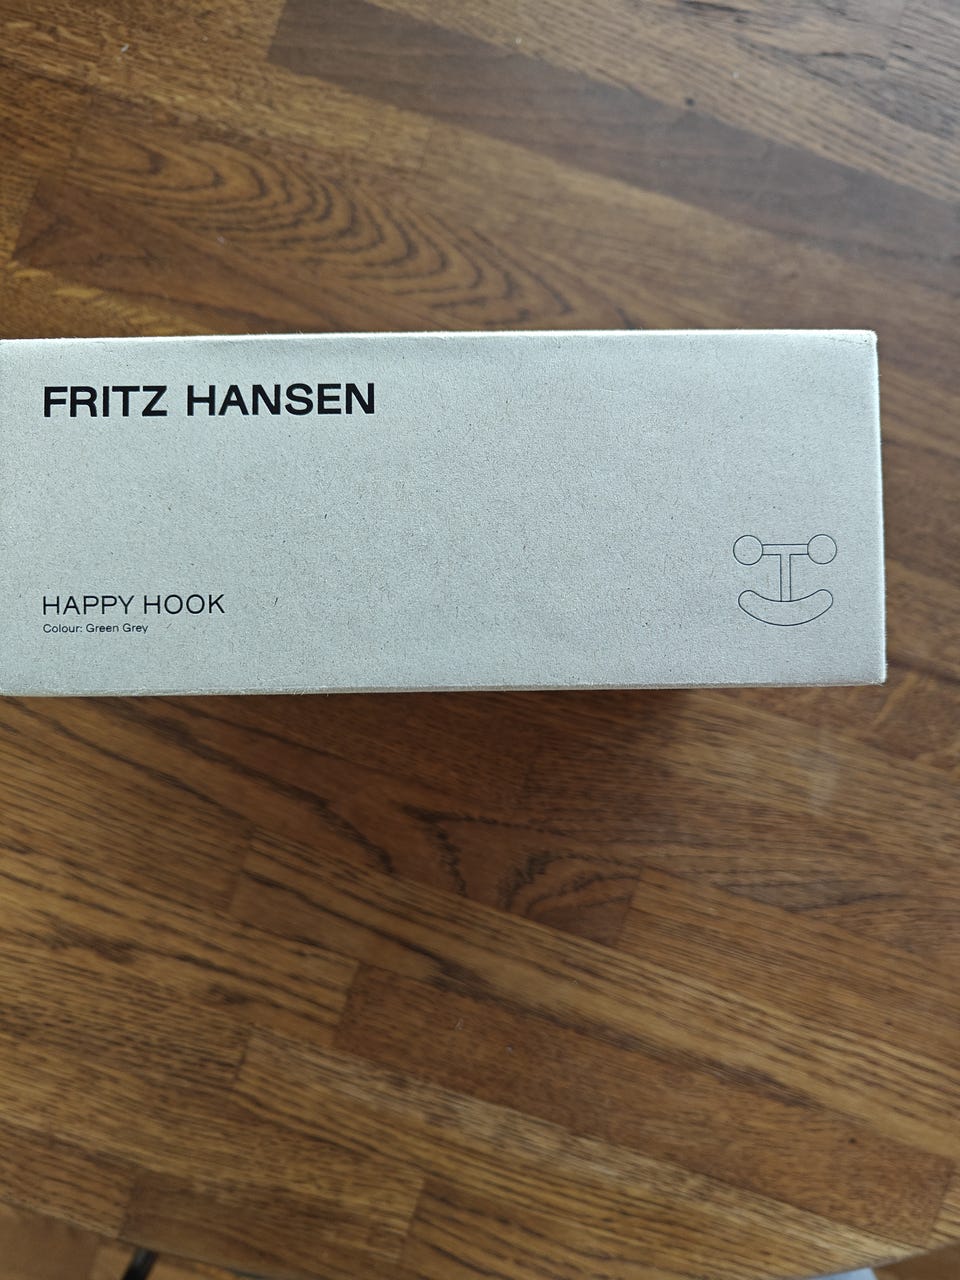 FRITZ HANSEN
HAPPY HOOK
Colour: Green Grey